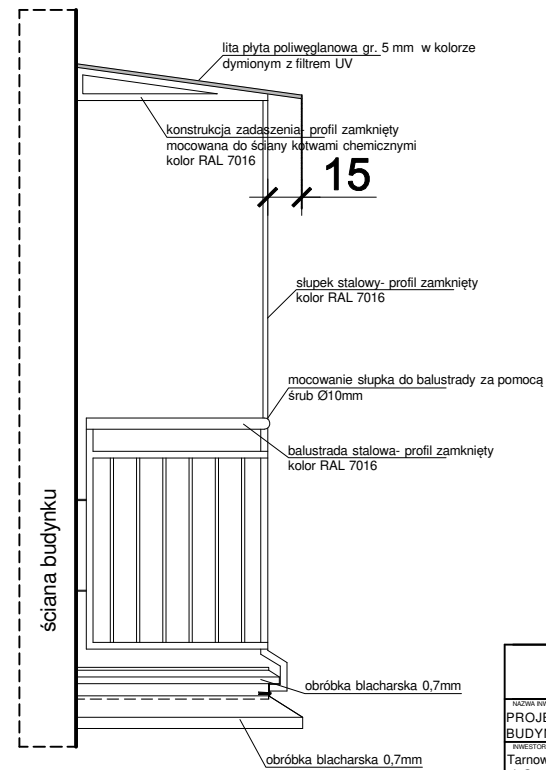 lita płyta poliwęglanowa gr. 5 mm w kolorze
dymionym z filtrem UV
konstrukcja zadaszenia- profil zamknięty
mocowana do ściany kotwami chemicznymi
kolor RAL 7016
15
słupek stalowy- profil zamknięty
kolor RAL 7016
mocowanie słupka do balustrady za pomocą
śrub Ø10mm
balustrada stalowa- profil zamknięty
kolor RAL 7016
ściana budynku
obróbka blacharska 0,7mm
obróbka blacharska 0,7mm